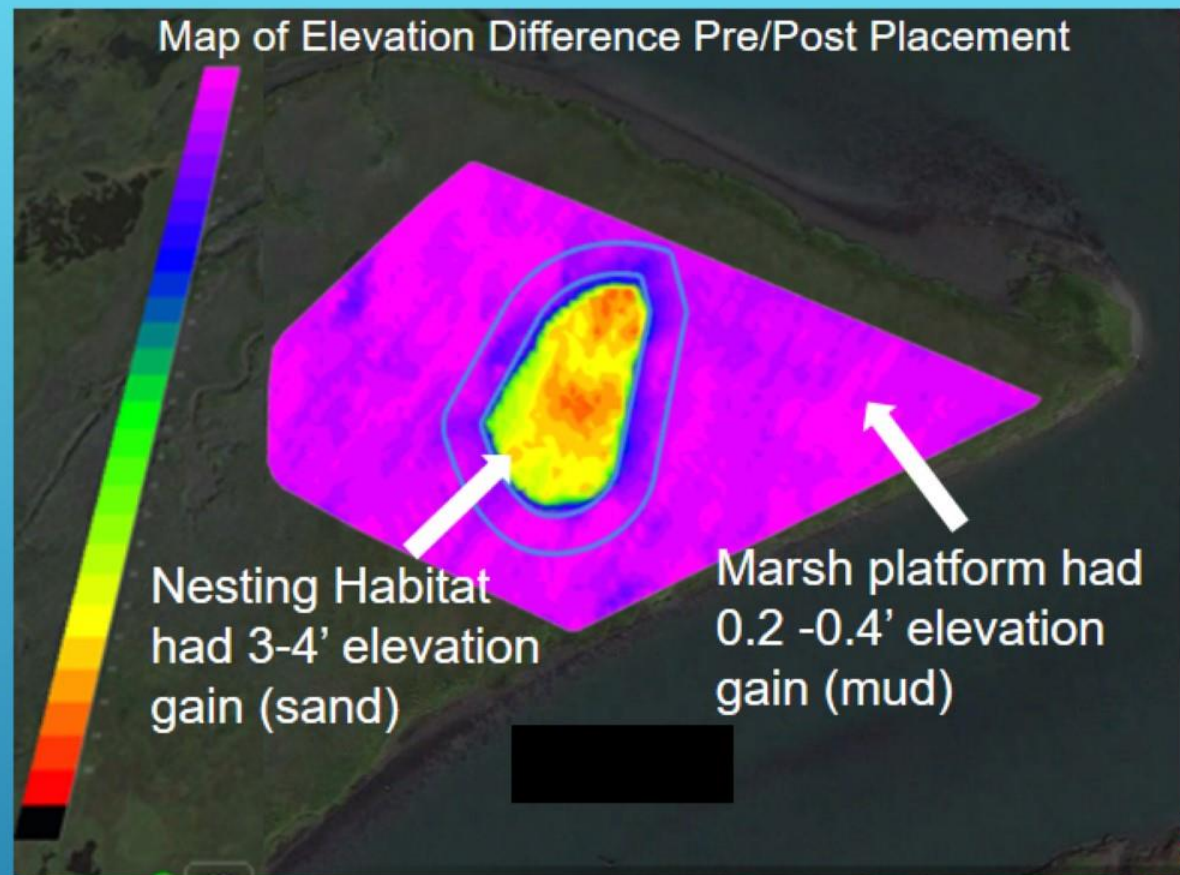 Map of Elevation Difference Pre/Post Placement
Nesting Habitat
had 3-4’ elevation
gain (sand)
Marsh platform had
0.2 -0.4’ elevation
gain (mud)